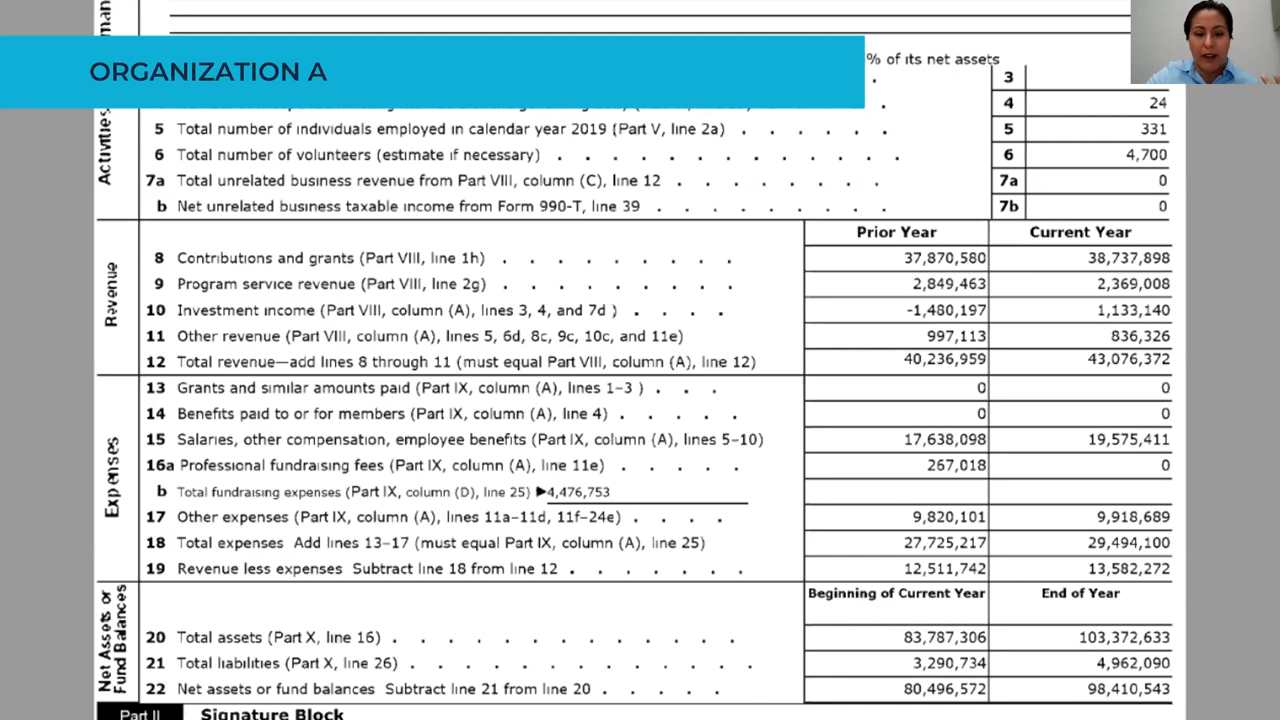 ORGANIZATION A
% of its net assets
. 3
. 4 24
5 Total number of individuals employed in calendar year 2019 (Part V, line 2a) . . . . . . 5 331
6 Total number of volunteers (estimate if necessary) . . . . . . . . . . . . . 6 4,700
7a Total unrelated business revenue from Part VIII, column (C), line 12 . . . . . . . . 7a 0
b Net unrelated business taxable income from Form 990-T, line 39 . . . . . . . . . 7b 0
Activities
Prior Year Current Year
Revenue
8 Contributions and grants (Part VIII, line 1h) . . . . . . . . . 37,870,580 38,737,898
9 Program service revenue (Part VIII, line 2g) . . . . . . . . . 2,849,463 2,369,008
10 Investment income (Part VIII, column (A), lines 3, 4, and 7d ) . . . . -1,480,197 1,133,140
11 Other revenue (Part VIII, column (A), lines 5, 6d, 8c, 9c, 10c, and 11e) 997,113 836,326
12 Total revenue—add lines 8 through 11 (must equal Part VIII, column (A), line 12) 40,236,959 43,076,372
Expenses
13 Grants and similar amounts paid (Part IX, column (A), lines 1–3 ) . . . 0 0
14 Benefits paid to or for members (Part IX, column (A), line 4) . . . . . 0 0
15 Salaries, other compensation, employee benefits (Part IX, column (A), lines 5–10) 17,638,098 19,575,411
16a Professional fundraising fees (Part IX, column (A), line 11e) . . . . . 267,018 0
b Total fundraising expenses (Part IX, column (D), line 25) ▶4,476,753
17 Other expenses (Part IX, column (A), lines 11a–11d, 11f–24e) . . . . 9,820,101 9,918,689
18 Total expenses Add lines 13–17 (must equal Part IX, column (A), line 25) 27,725,217 29,494,100
19 Revenue less expenses Subtract line 18 from line 12 . . . . . . . 12,511,742 13,582,272
Net Assets or
Fund Balances
Beginning of Current Year End of Year
20 Total assets (Part X, line 16) . . . . . . . . . . . . . 83,787,306 103,372,633
21 Total liabilities (Part X, line 26) . . . . . . . . . . . . . 3,290,734 4,962,090
22 Net assets or fund balances Subtract line 21 from line 20 . . . . . 80,496,572 98,410,543
Part II Signature Block